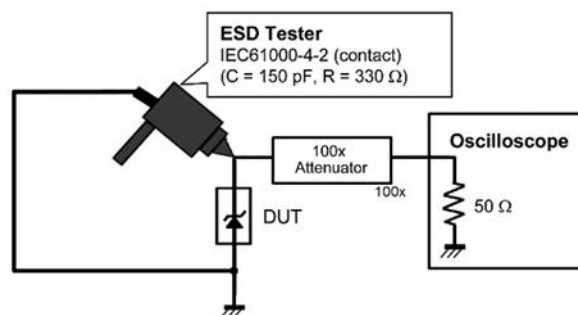 ESD Tester
IEC61000-4-2 (contact)
(C = 150 pF, R = 330 Ω)
100x
Attenuator
100x
Oscilloscope
50 Ω
DUT